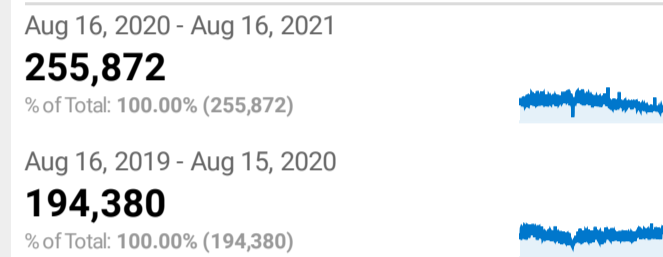 Aug 16, 2020 - Aug 16, 2021
255,872
% of Total: 100.00% (255,872)
Aug 16, 2019 - Aug 15, 2020
194,380
% of Total: 100.00% (194,380)